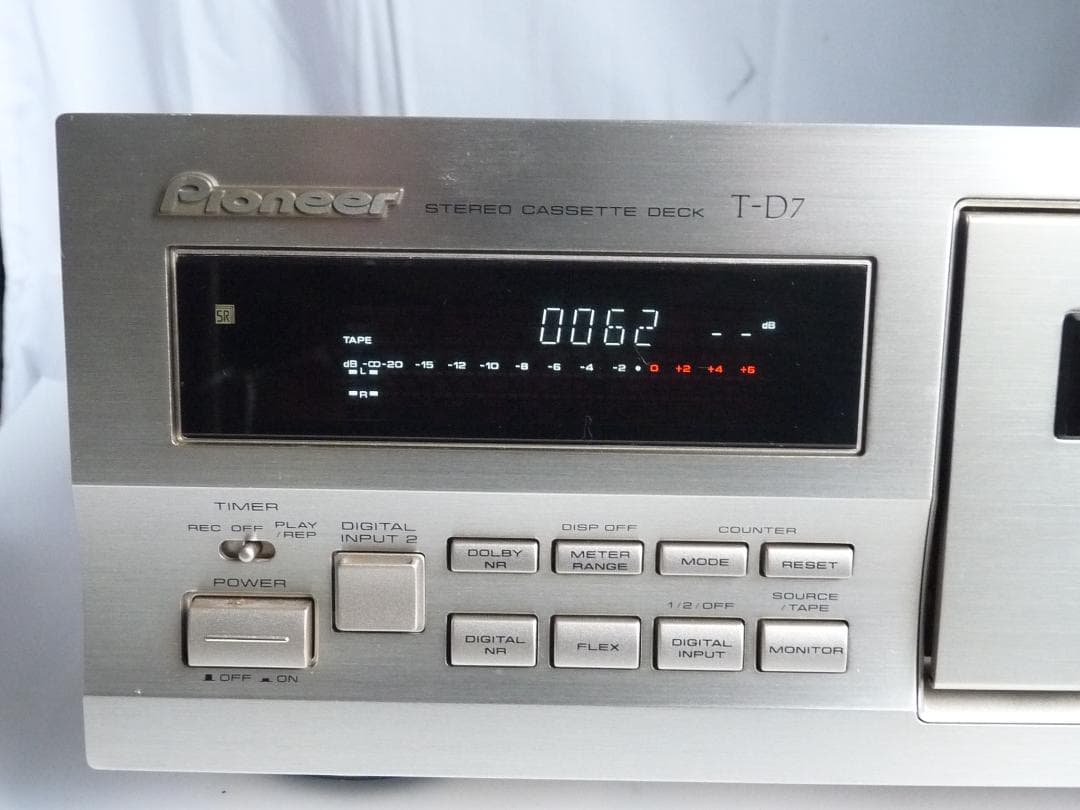 Pioneer STEREO CASSETTE DECK T-D7
SR
0062 -- dB
TAPE
dB -∞ -20 -15 -12 -10 -8 -6 -4 -2 • 0 +2 +4 +6
L
R
TIMER
REC OFF PLAY /REP
POWER
OFF ON
DIGITAL
INPUT 2
DISP OFF COUNTER
DOLBY NR METER RANGE MODE RESET
1/2/OFF SOURCE /TAPE
DIGITAL NR FLEX DIGITAL INPUT MONITOR